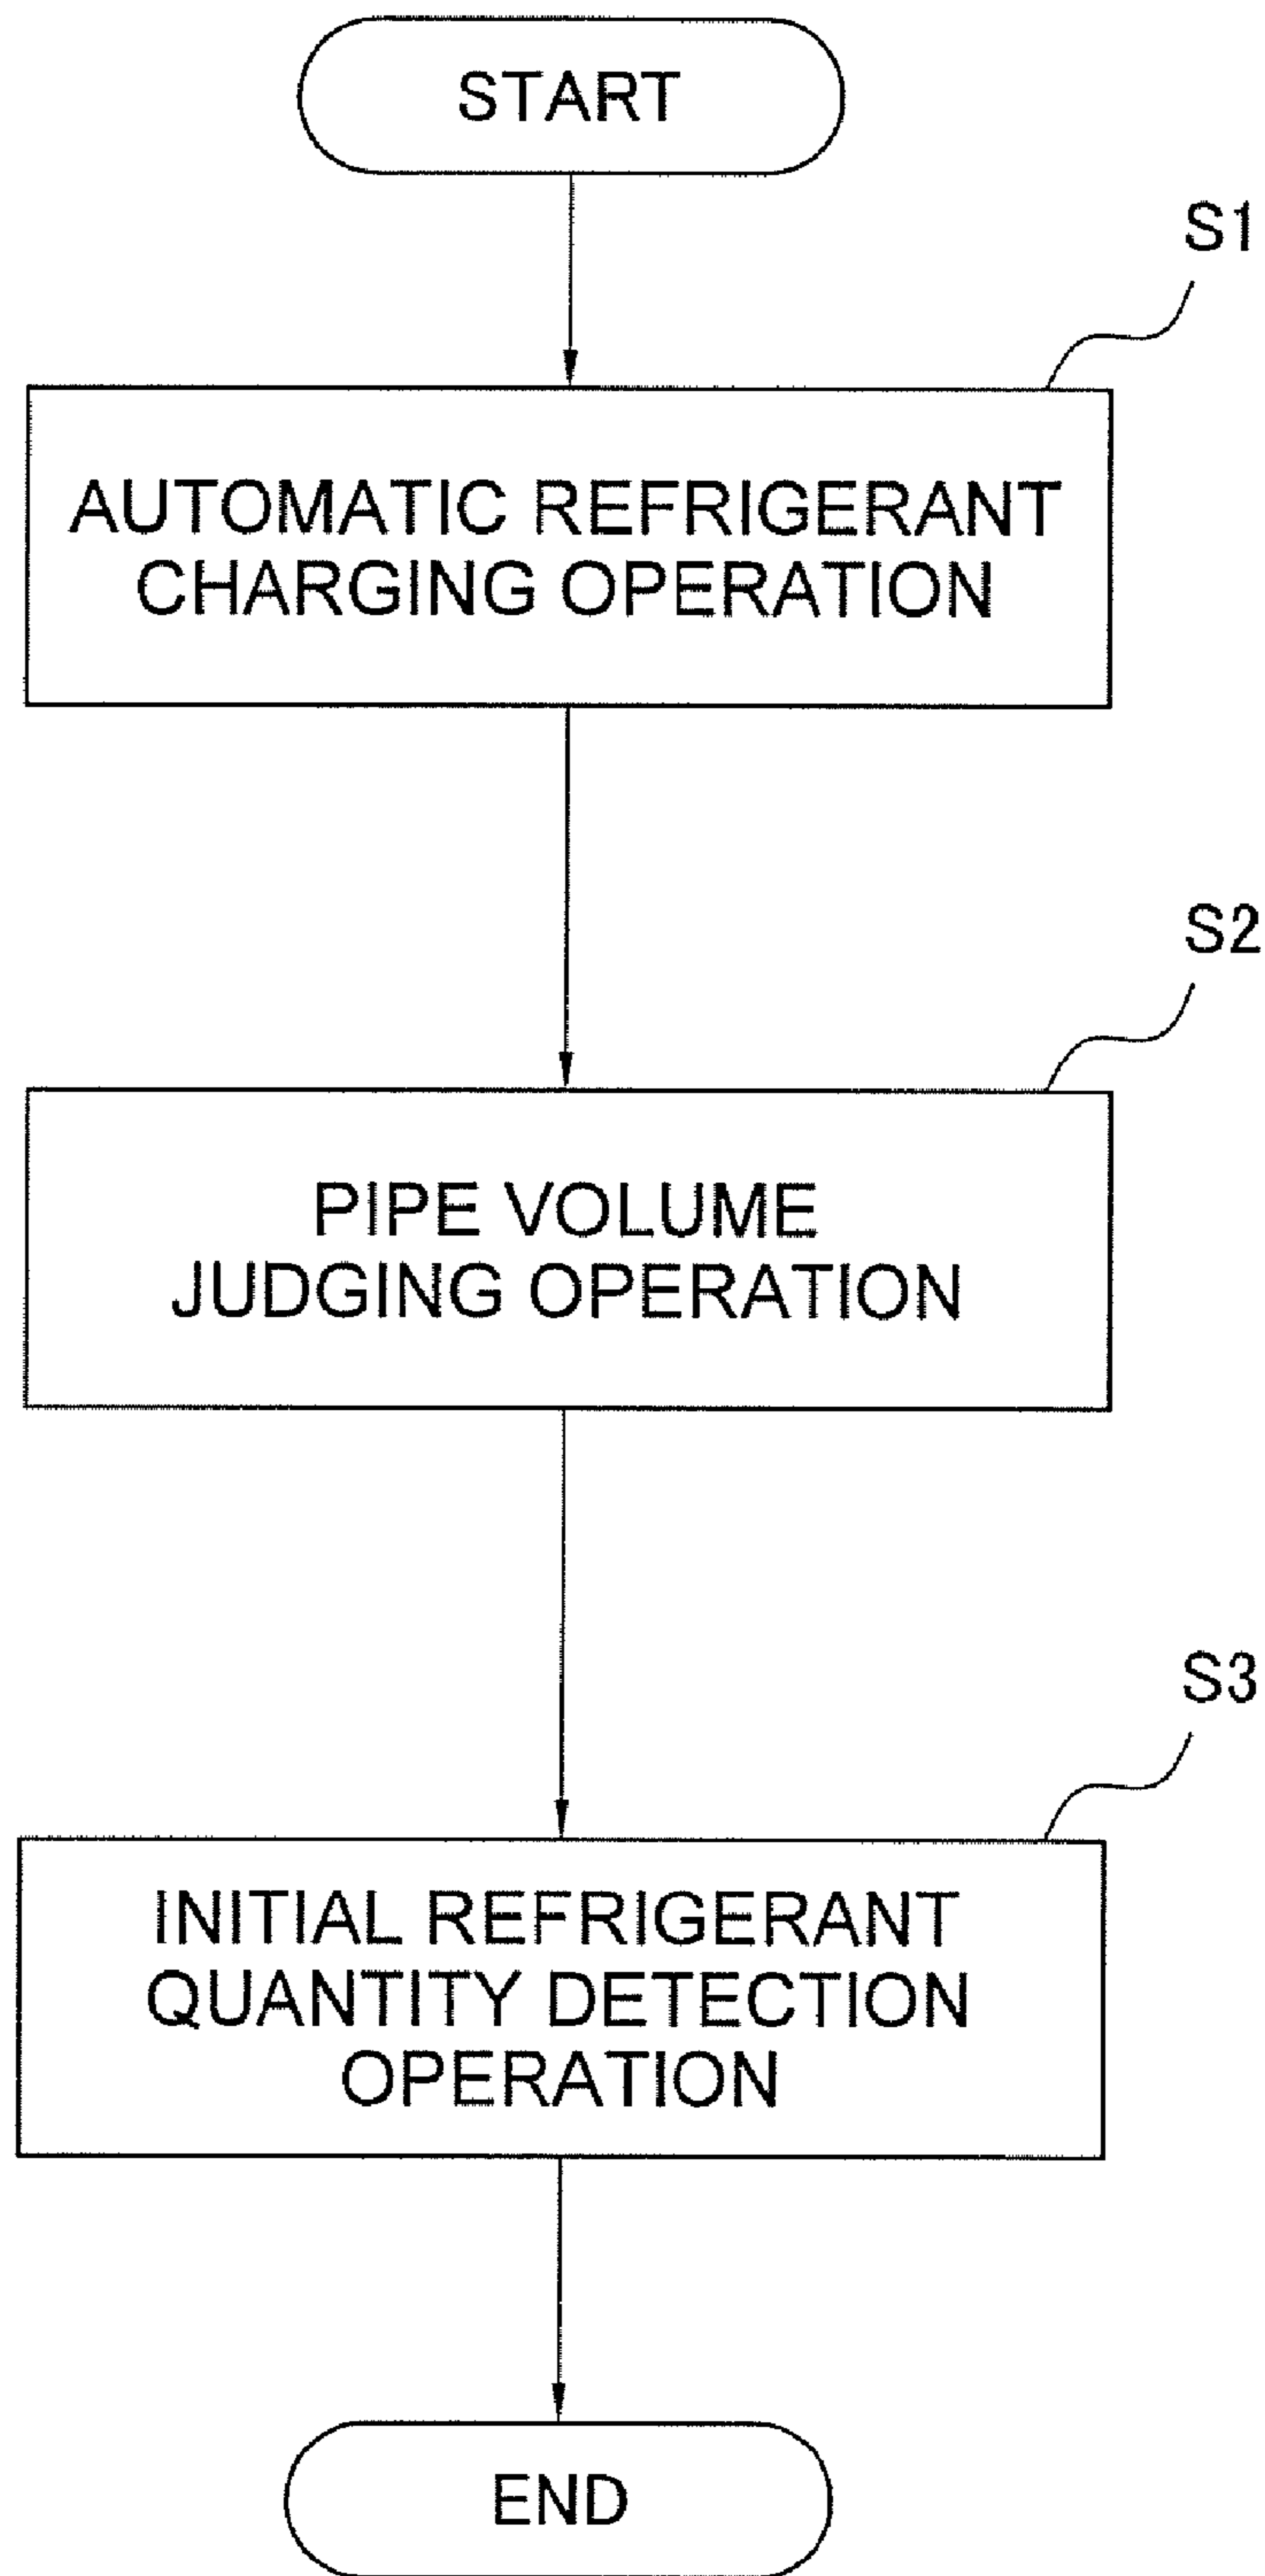 START
S1
AUTOMATIC REFRIGERANT
CHARGING OPERATION
S2
PIPE VOLUME
JUDGING OPERATION
S3
INITIAL REFRIGERANT
QUANTITY DETECTION
OPERATION
END